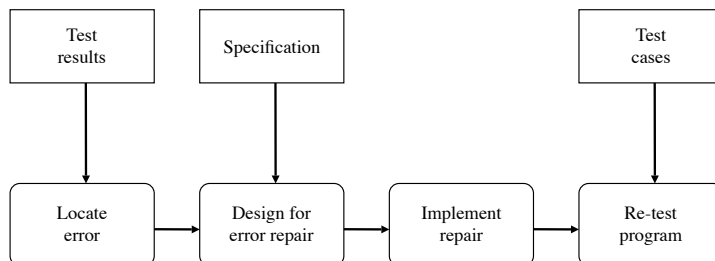 Test
results
Specification
Test
cases
Locate
error
Design for
error repair
Implement
repair
Re-test
program